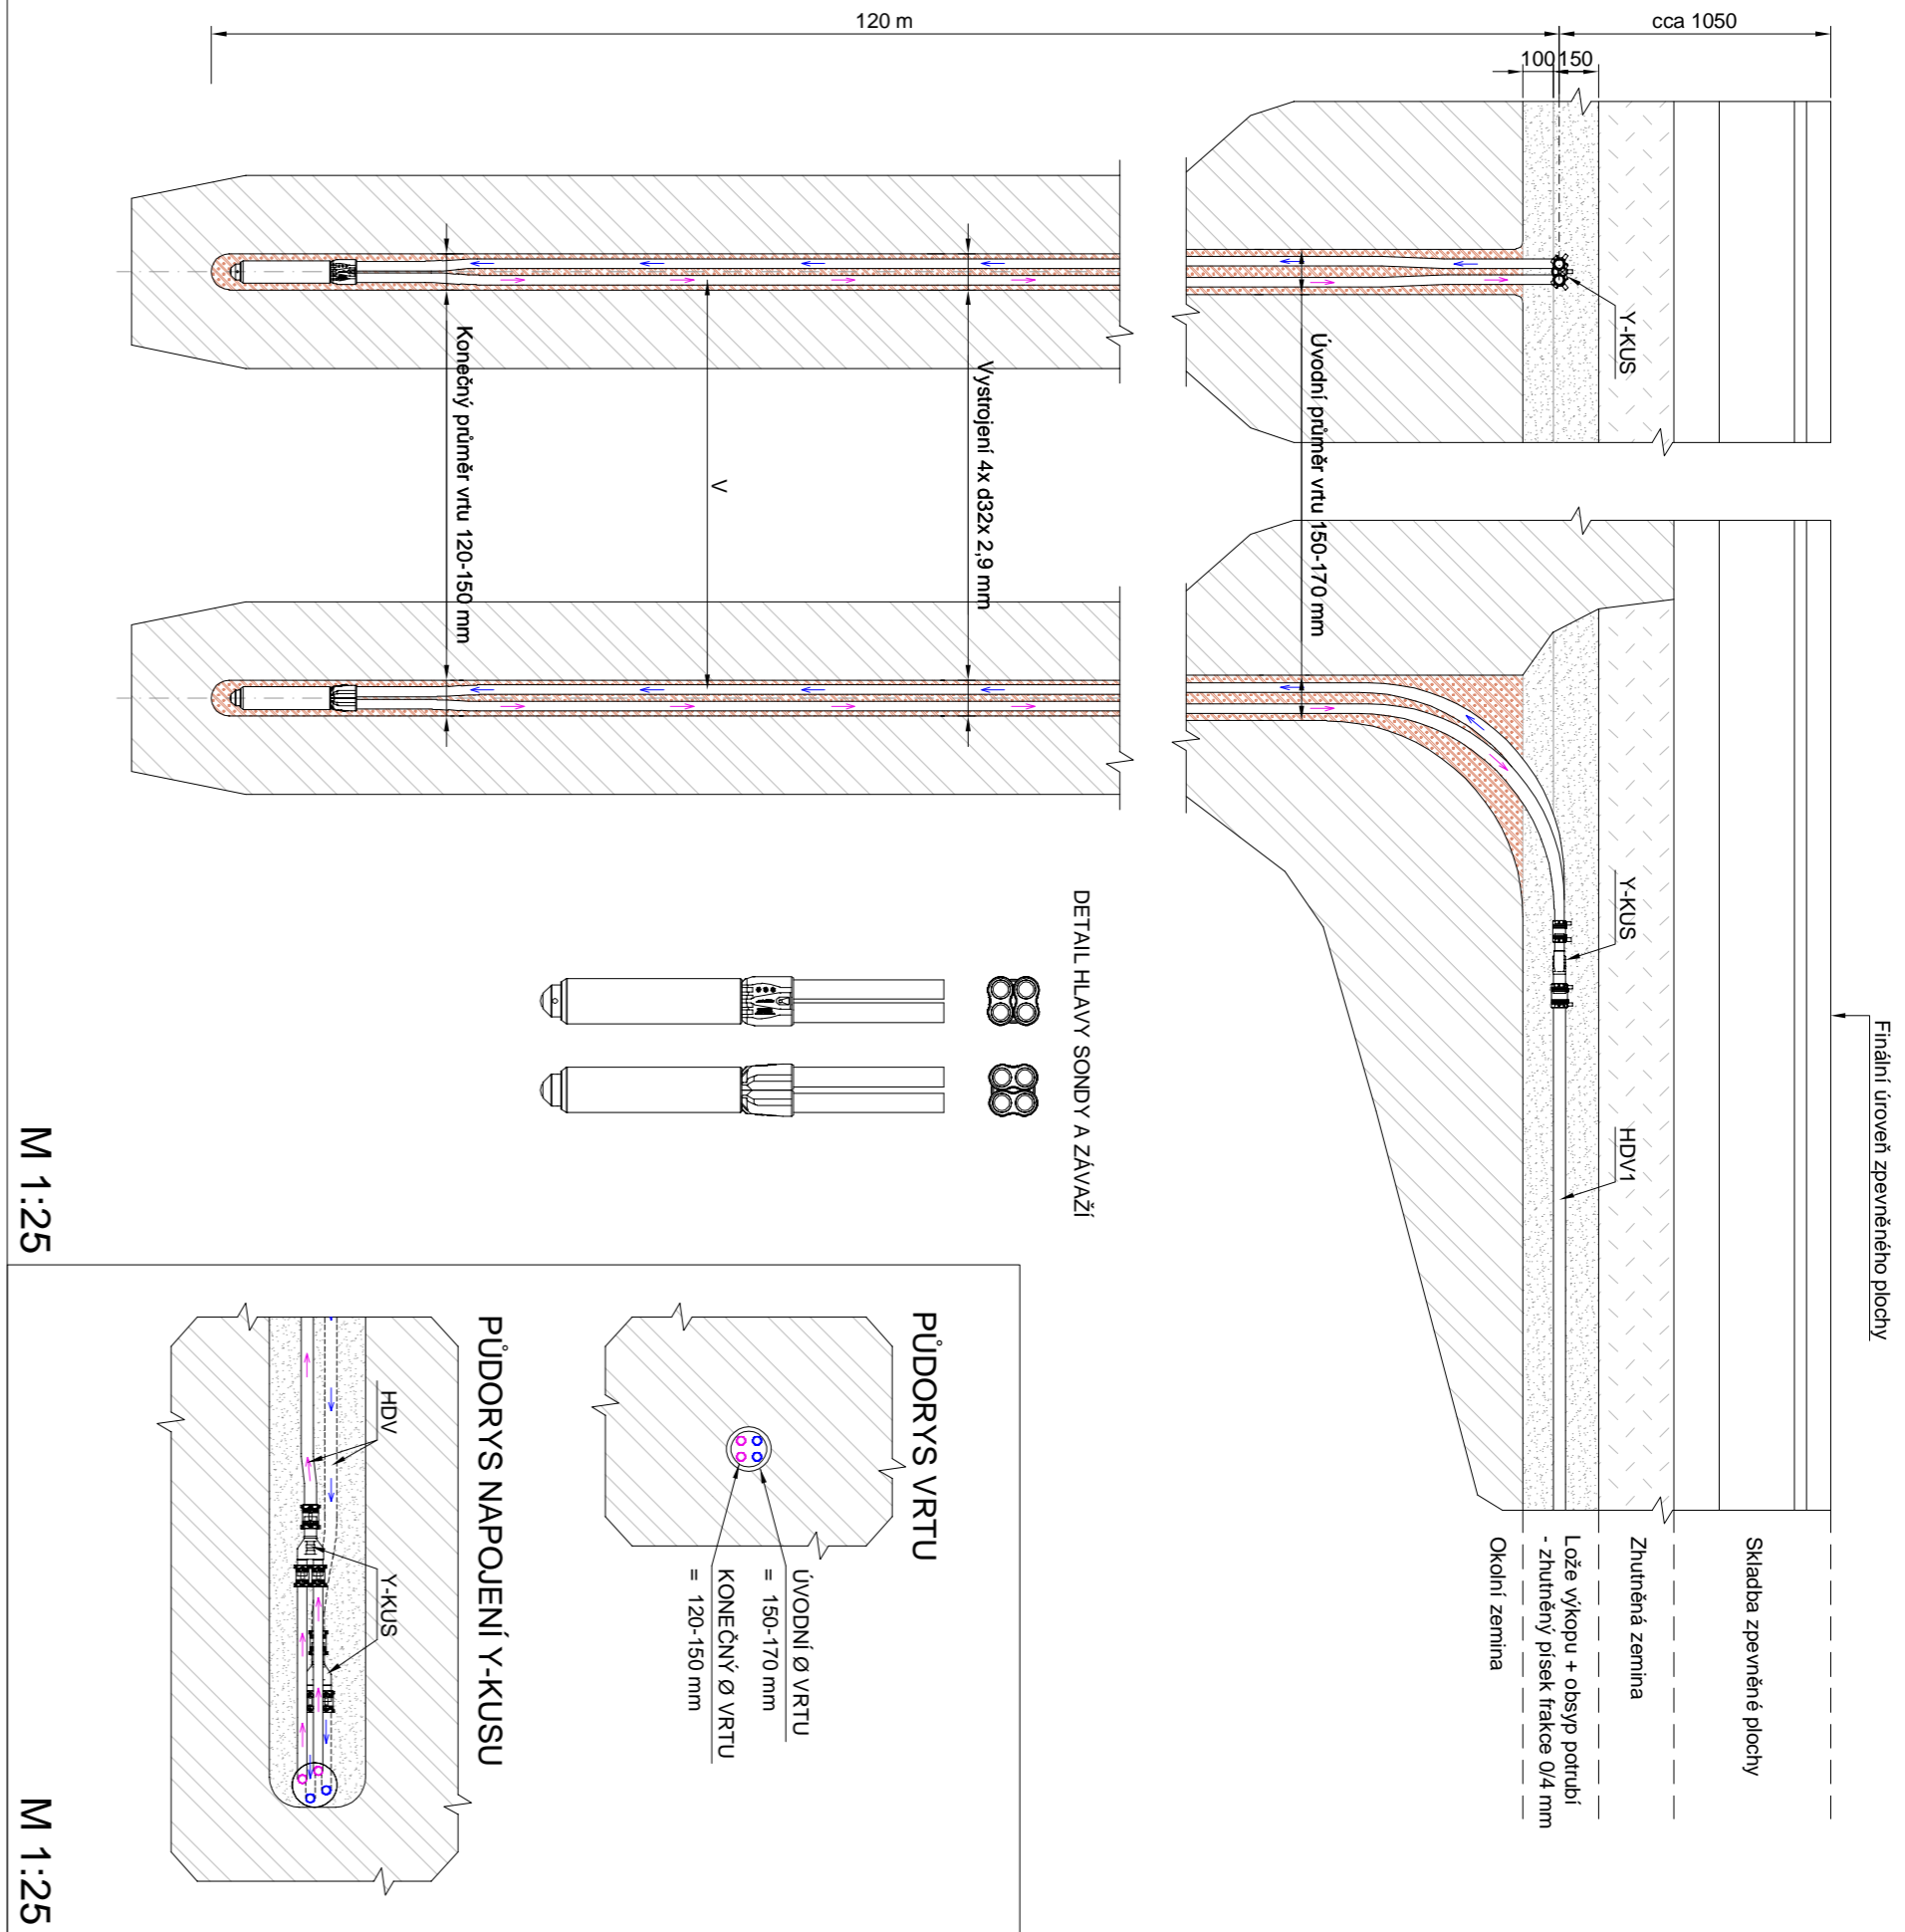 120 m
cca 1050
100
150
Y-KUS
Úvodní průměr vrtu 150-170 mm
Vystrojení 4x d32x 2,9 mm
V
Konečný průměr vrtu 120-150 mm
Finální úroveň zpevněného plochy
Y-KUS
HDV1
Skladba zpevněné plochy
Zhutněná zemina
Lože výkopu + obsyp potrubí
- zhutněný písek frakce 0/4 mm
Okolní zemina
DETAIL HLAVY SONDY A ZÁVAŽÍ
M 1:25
PŮDORYS VRTU
ÚVODNÍ Ø VRTU
= 150-170 mm
KONEČNÝ Ø VRTU
= 120-150 mm
PŮDORYS NAPOJENÍ Y-KUSU
HDV
Y-KUS
M 1:25